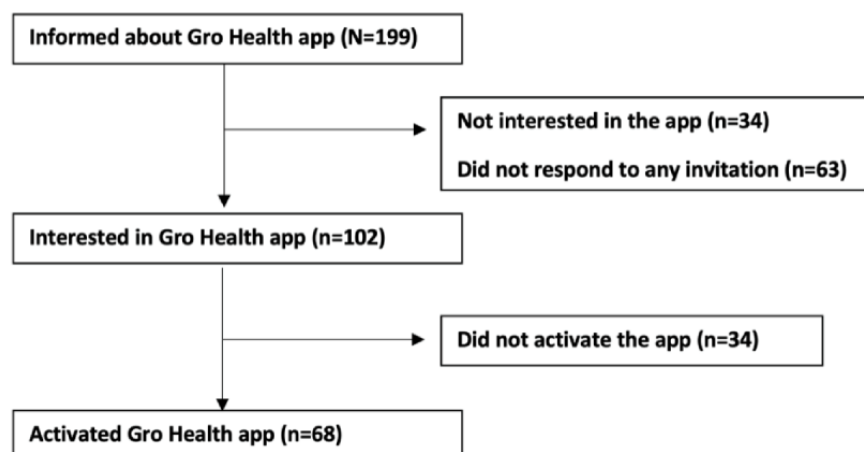 Informed about Gro Health app (N=199)
Not interested in the app (n=34)
Did not respond to any invitation (n=63)
Interested in Gro Health app (n=102)
Did not activate the app (n=34)
Activated Gro Health app (n=68)